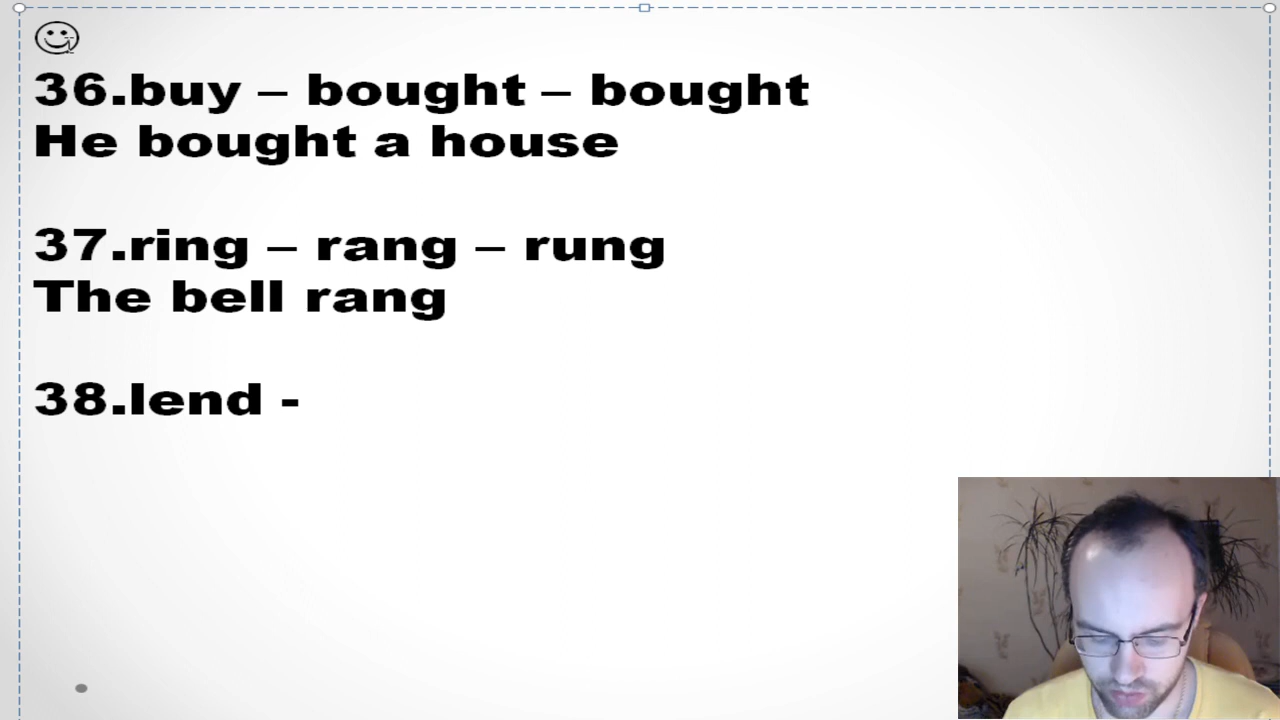 36.buy – bought – bought
He bought a house
37.ring – rang – rung
The bell rang
38.lend -